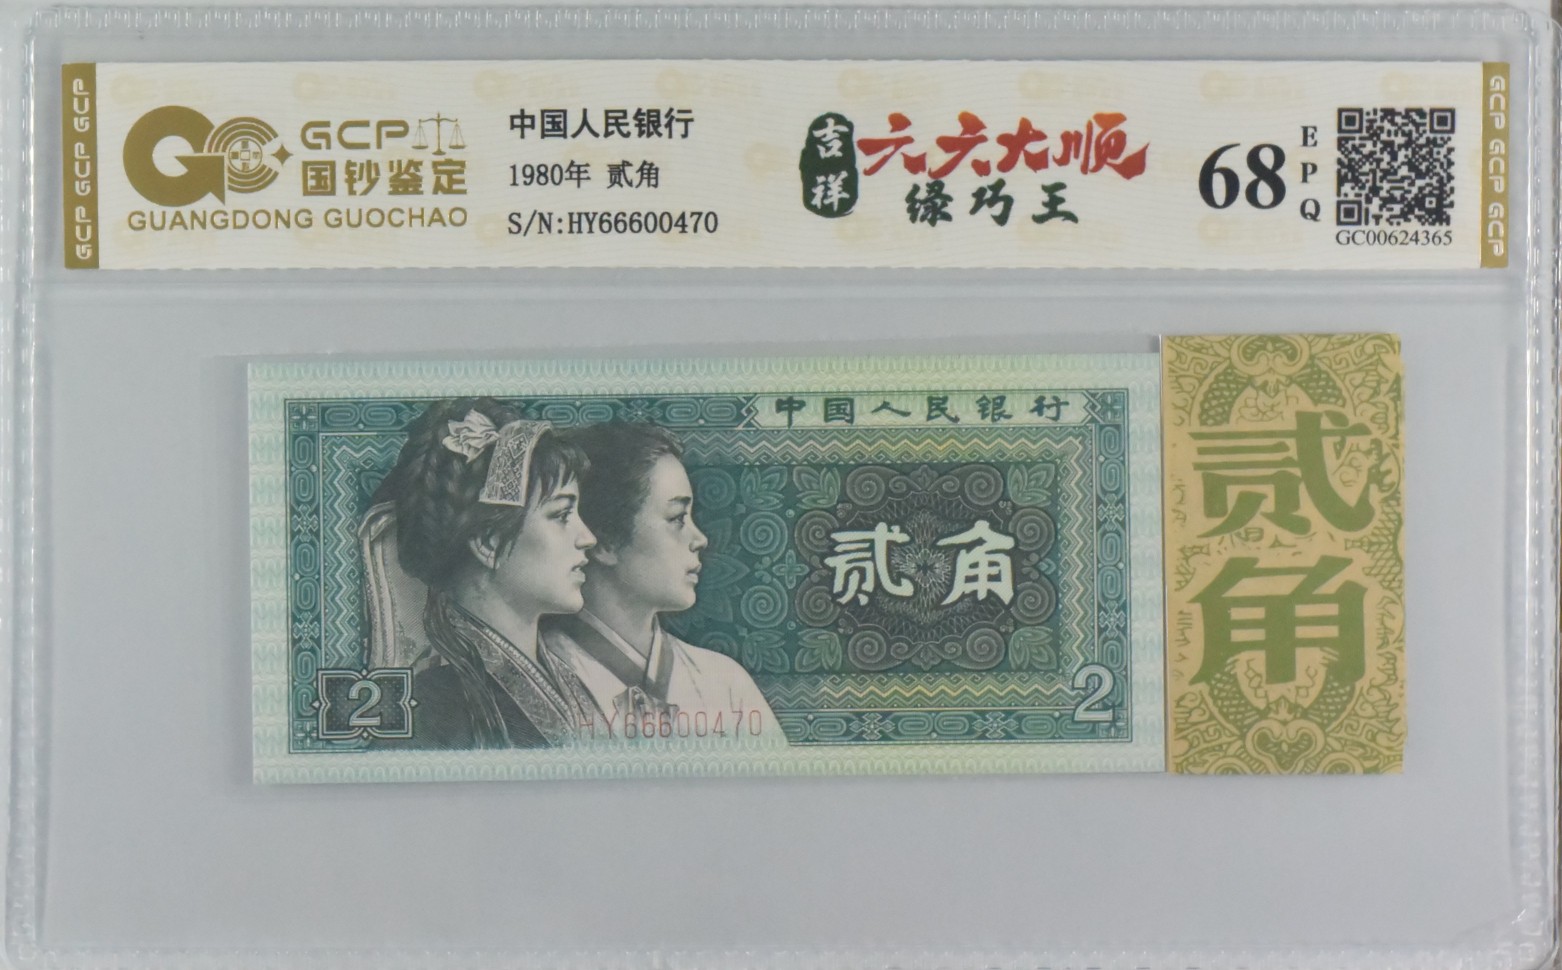 GCP GCP GCP
GCP
国钞鉴定
GUANGDONG GUOCHAO
中国人民银行
1980年 贰角
S/N:HY66600470
吉祥
六六大顺
绿巧王
68
EPQ
GC00624365
GCP GCP GCP
中国人民银行
贰角
2
2
HY66600470
贰角